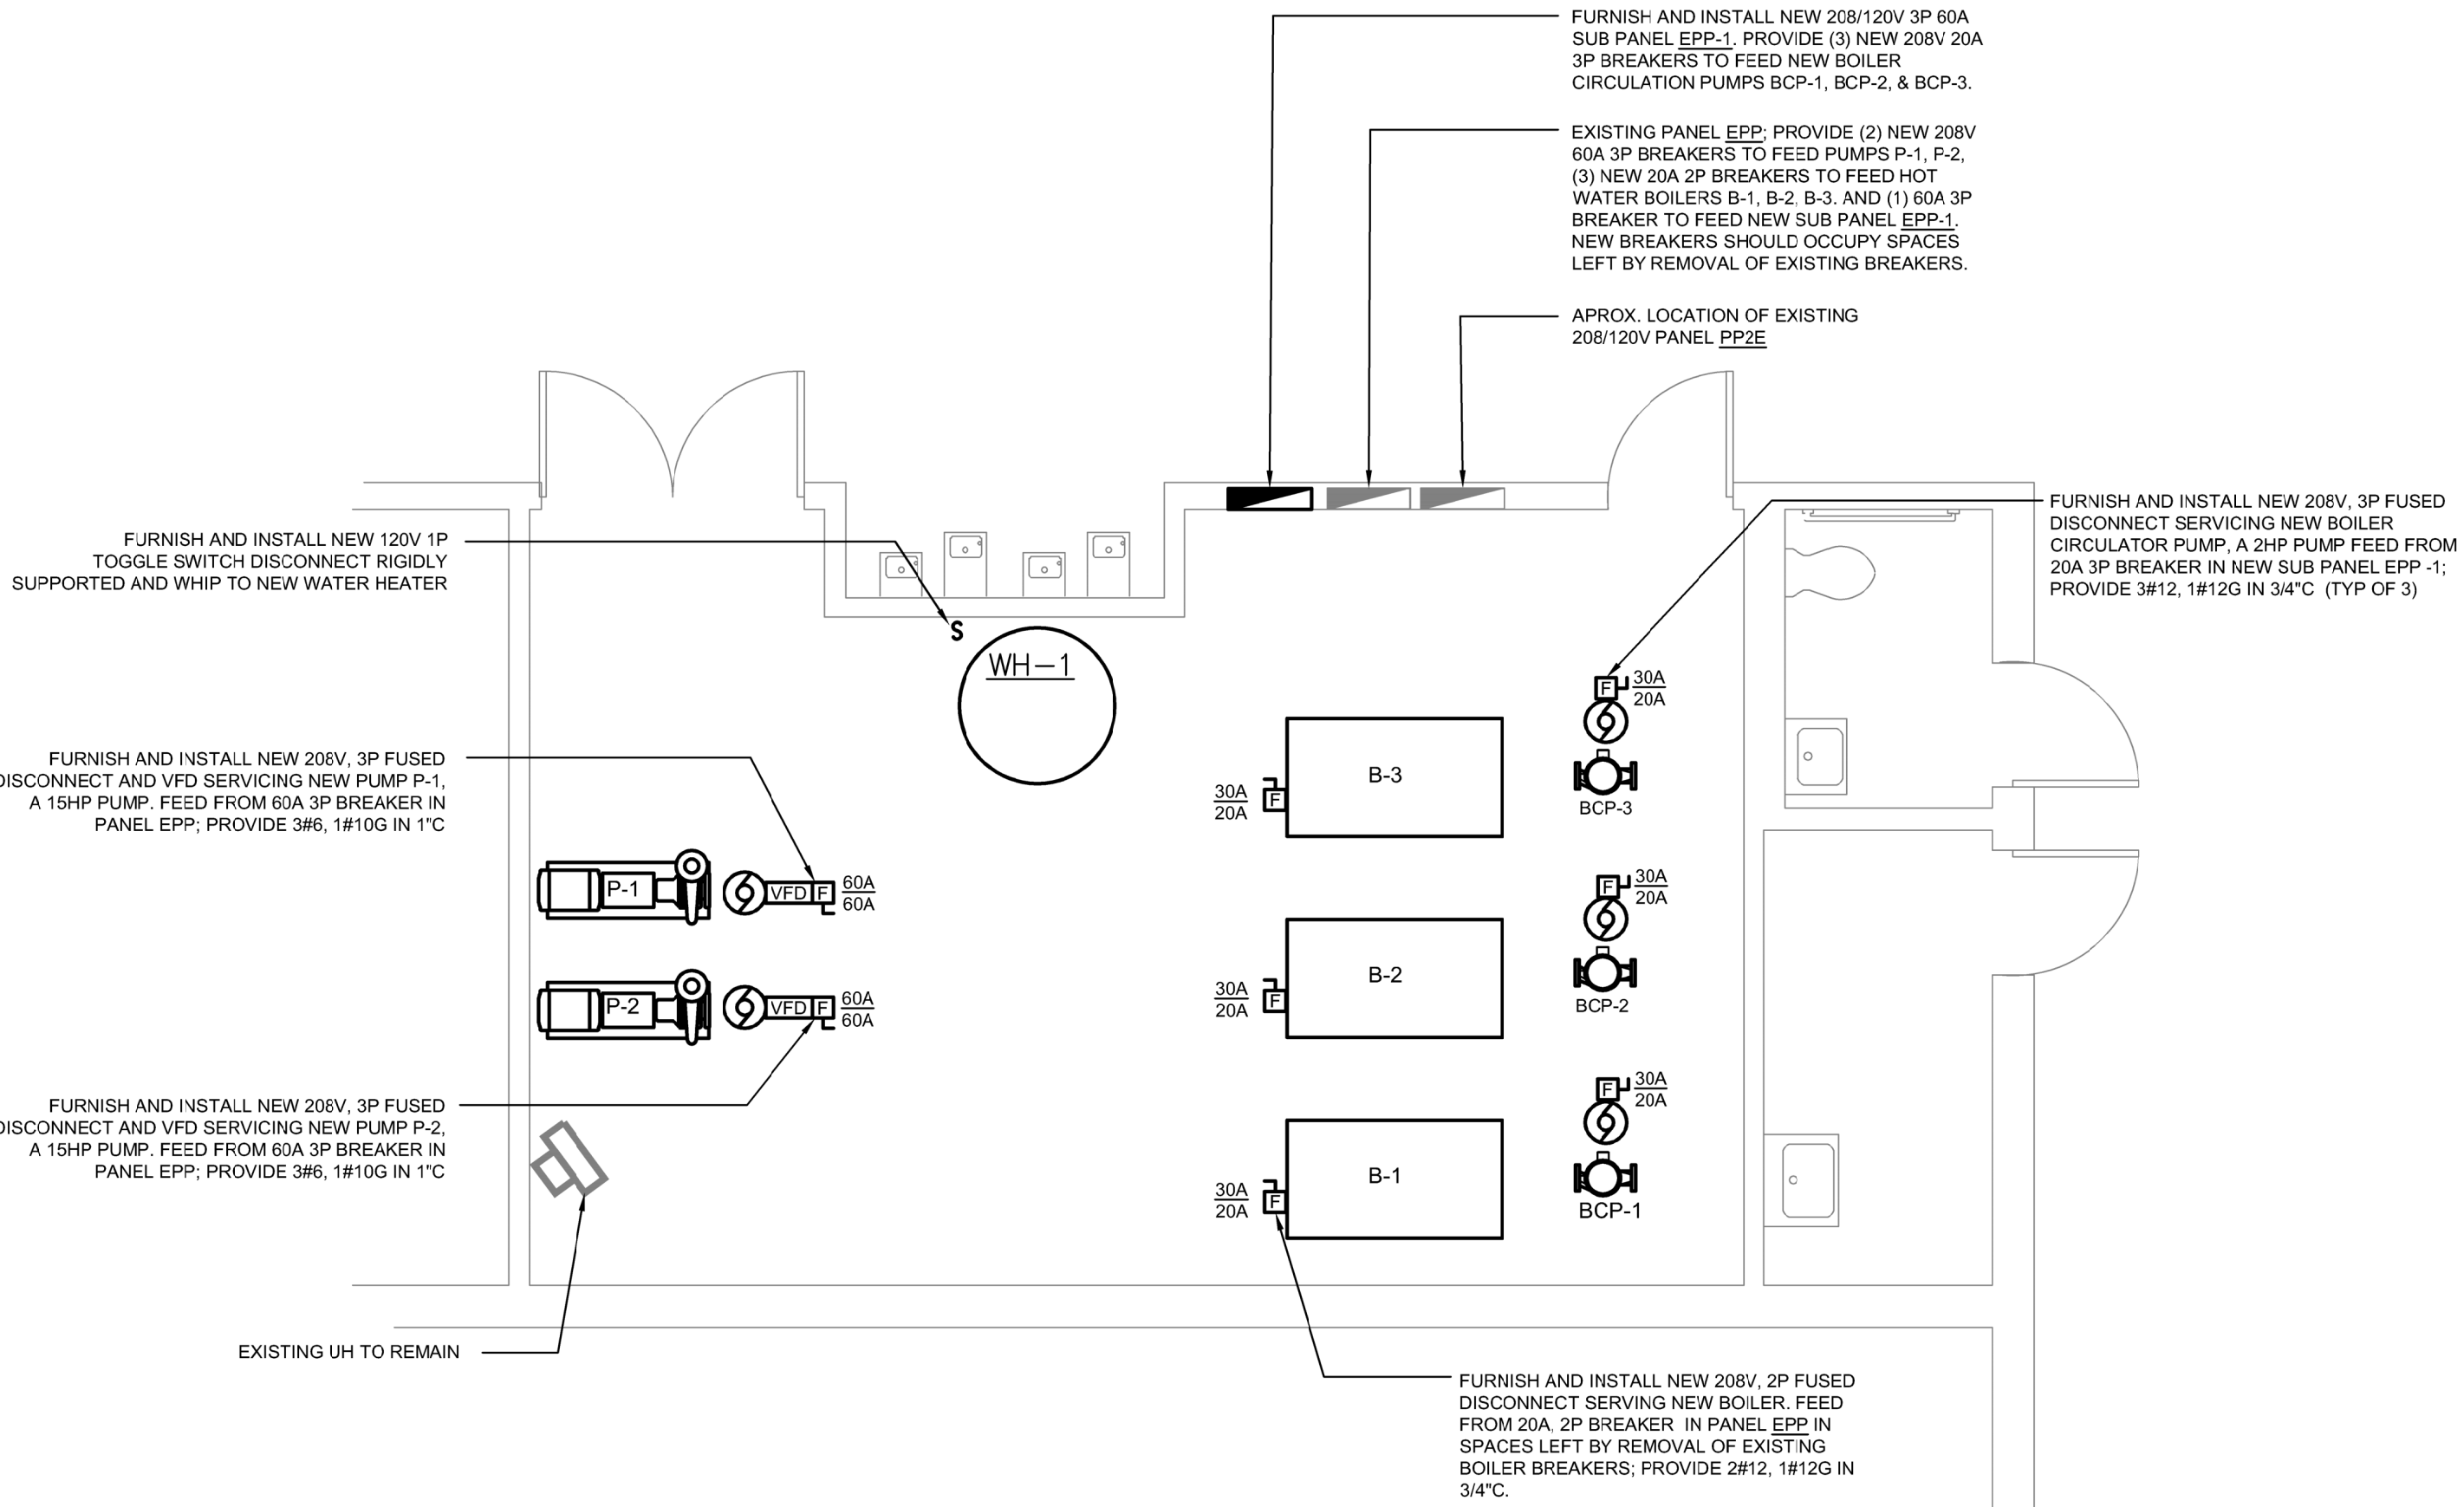 FURNISH AND INSTALL NEW 208/120V 3P 60A
SUB PANEL EPP-1. PROVIDE (3) NEW 208V 20A
3P BREAKERS TO FEED NEW BOILER
CIRCULATION PUMPS BCP-1, BCP-2, & BCP-3.
EXISTING PANEL EPP; PROVIDE (2) NEW 208V
60A 3P BREAKERS TO FEED PUMPS P-1, P-2,
(3) NEW 20A 2P BREAKERS TO FEED HOT
WATER BOILERS B-1, B-2, B-3. AND (1) 60A 3P
BREAKER TO FEED NEW SUB PANEL EPP-1.
NEW BREAKERS SHOULD OCCUPY SPACES
LEFT BY REMOVAL OF EXISTING BREAKERS.
APROX. LOCATION OF EXISTING
208/120V PANEL PP2E
FURNISH AND INSTALL NEW 208V, 3P FUSED
DISCONNECT SERVICING NEW BOILER
CIRCULATOR PUMP, A 2HP PUMP FEED FROM
20A 3P BREAKER IN NEW SUB PANEL EPP -1;
PROVIDE 3#12, 1#12G IN 3/4"C (TYP OF 3)
FURNISH AND INSTALL NEW 120V 1P
TOGGLE SWITCH DISCONNECT RIGIDLY
SUPPORTED AND WHIP TO NEW WATER HEATER
S
WH-1
F
30A
20A
FURNISH AND INSTALL NEW 208V, 3P FUSED
DISCONNECT AND VFD SERVICING NEW PUMP P-1,
A 15HP PUMP. FEED FROM 60A 3P BREAKER IN
PANEL EPP; PROVIDE 3#6, 1#10G IN 1"C
30A
20A
F
B-3
BCP-3
P-1
VFD
F
60A
60A
F
30A
20A
P-2
VFD
F
60A
60A
30A
20A
F
B-2
BCP-2
FURNISH AND INSTALL NEW 208V, 3P FUSED
DISCONNECT AND VFD SERVICING NEW PUMP P-2,
A 15HP PUMP. FEED FROM 60A 3P BREAKER IN
PANEL EPP; PROVIDE 3#6, 1#10G IN 1"C
F
30A
20A
30A
20A
F
B-1
BCP-1
EXISTING UH TO REMAIN
FURNISH AND INSTALL NEW 208V, 2P FUSED
DISCONNECT SERVING NEW BOILER. FEED
FROM 20A, 2P BREAKER IN PANEL EPP IN
SPACES LEFT BY REMOVAL OF EXISTING
BOILER BREAKERS; PROVIDE 2#12, 1#12G IN
3/4"C.